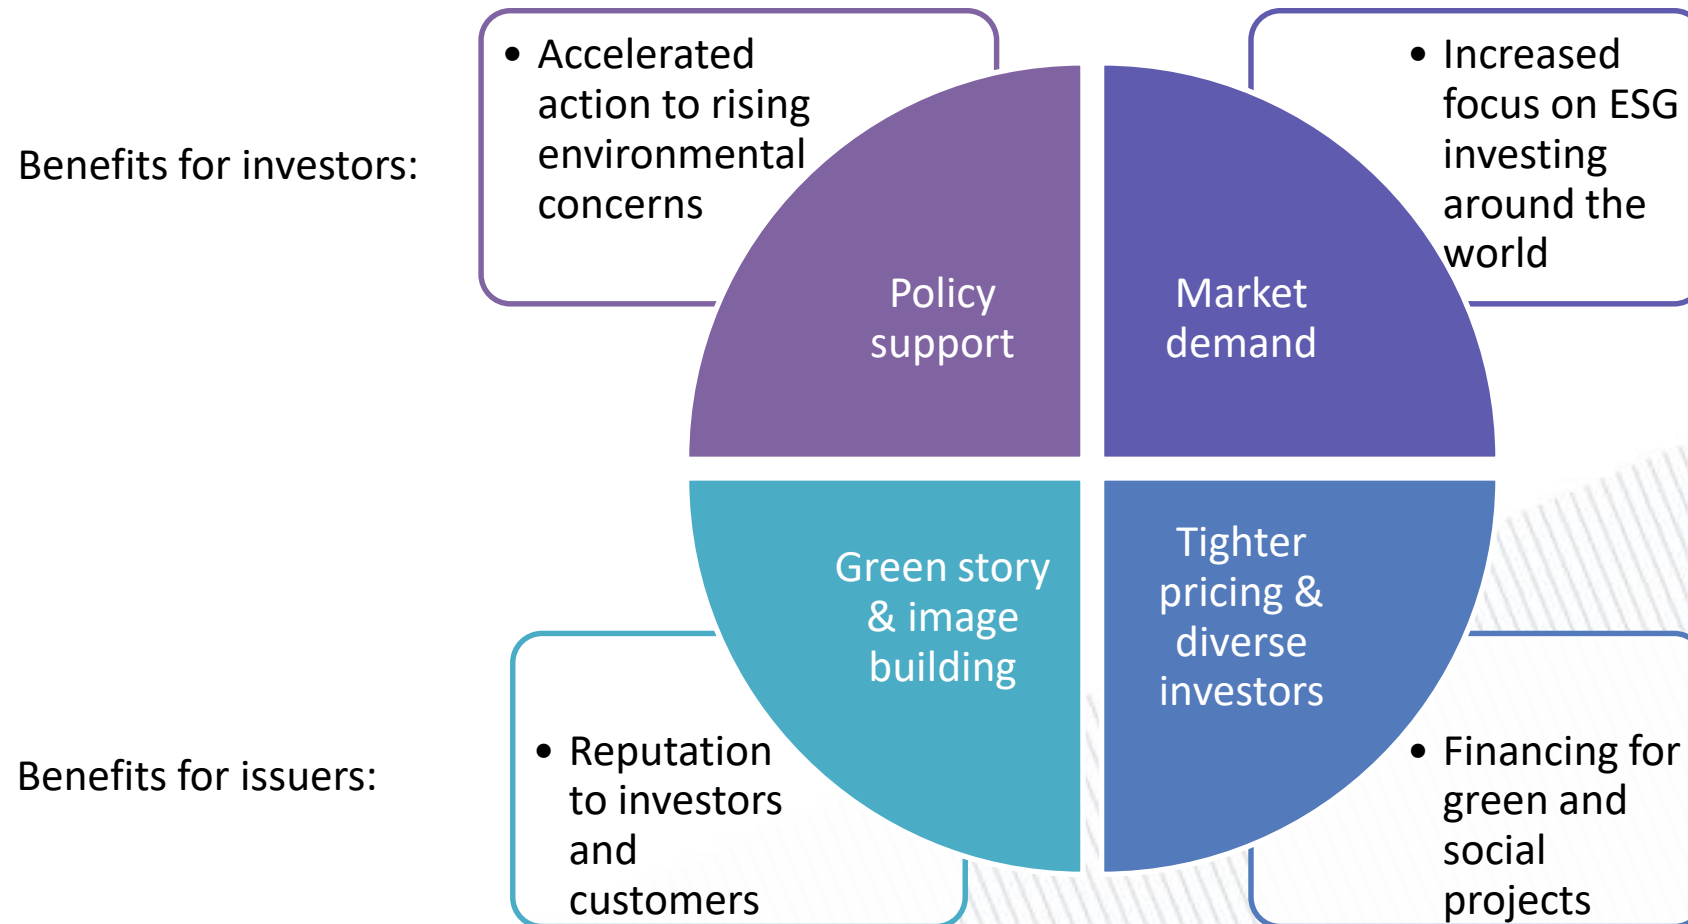 Benefits for investors:
• Accelerated
action to rising
environmental
concerns
Policy
support
Market
demand
• Increased
focus on ESG
investing
around the
world
Benefits for issuers:
• Reputation
to investors
and
customers
Green story
& image
building
Tighter
pricing &
diverse
investors
• Financing for
green and
social
projects